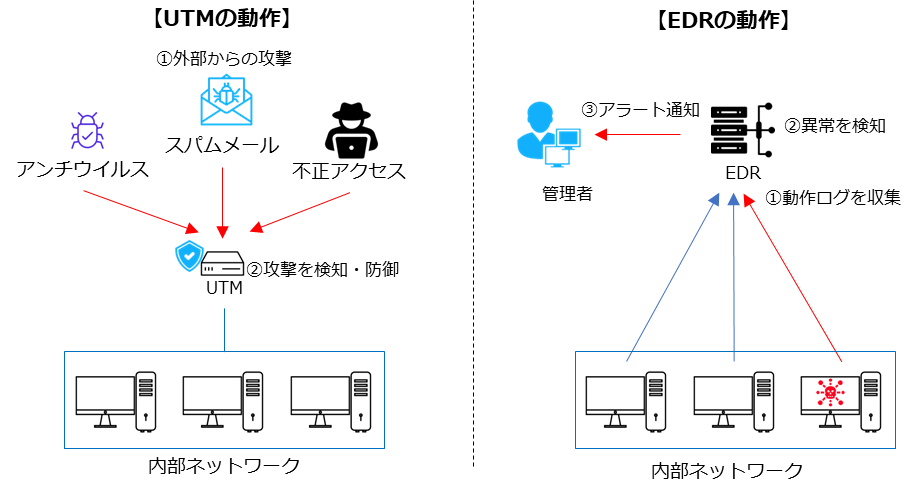 【UTMの動作】
①外部からの攻撃
アンチウイルス
スパムメール
不正アクセス
②攻撃を検知・防御
UTM
内部ネットワーク
【EDRの動作】
③アラート通知
②異常を検知
管理者
EDR
①動作ログを収集
内部ネットワーク